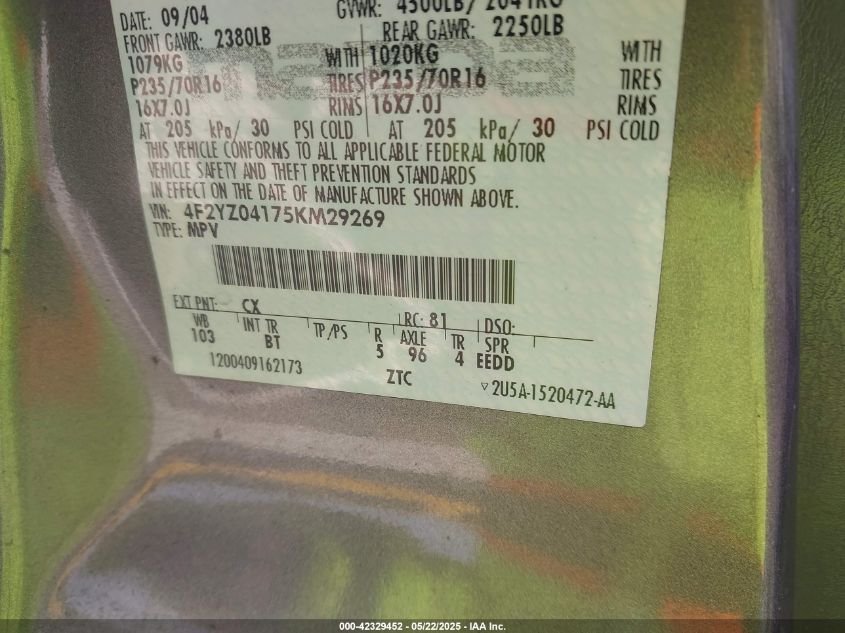 DATE: 09/04 GVWR: 4500LB/ 2041KG
FRONT GAWR: 2380LB REAR GAWR: 2250LB
1079KG WITH 1020KG WITH
P235/70R16 TIRES P235/70R16 TIRES
16X7.0J RIMS 16X7.0J RIMS
AT 205 kPa/ 30 PSI COLD AT 205 kPa/ 30 PSI COLD
THIS VEHICLE CONFORMS TO ALL APPLICABLE FEDERAL MOTOR
VEHICLE SAFETY AND THEFT PREVENTION STANDARDS
IN EFFECT ON THE DATE OF MANUFACTURE SHOWN ABOVE.
VIN: 4F2YZ04175KM29269
TYPE: MPV
EXT PNT: CX RC: 81 DSO:
WB INT TR TP/PS R AXLE TR SPR
103 BT 5 96 4 EEDD
1200409162173 ZTC ▽2U5A-1520472-AA
000-42329452 - 05/22/2025 - IAA Inc.